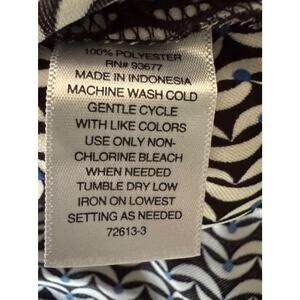 100% POLYESTER
RN# 93677
MADE IN INDONESIA
MACHINE WASH COLD
GENTLE CYCLE
WITH LIKE COLORS
USE ONLY NON-
CHLORINE BLEACH
WHEN NEEDED
TUMBLE DRY LOW
IRON ON LOWEST
SETTING AS NEEDED
72613-3